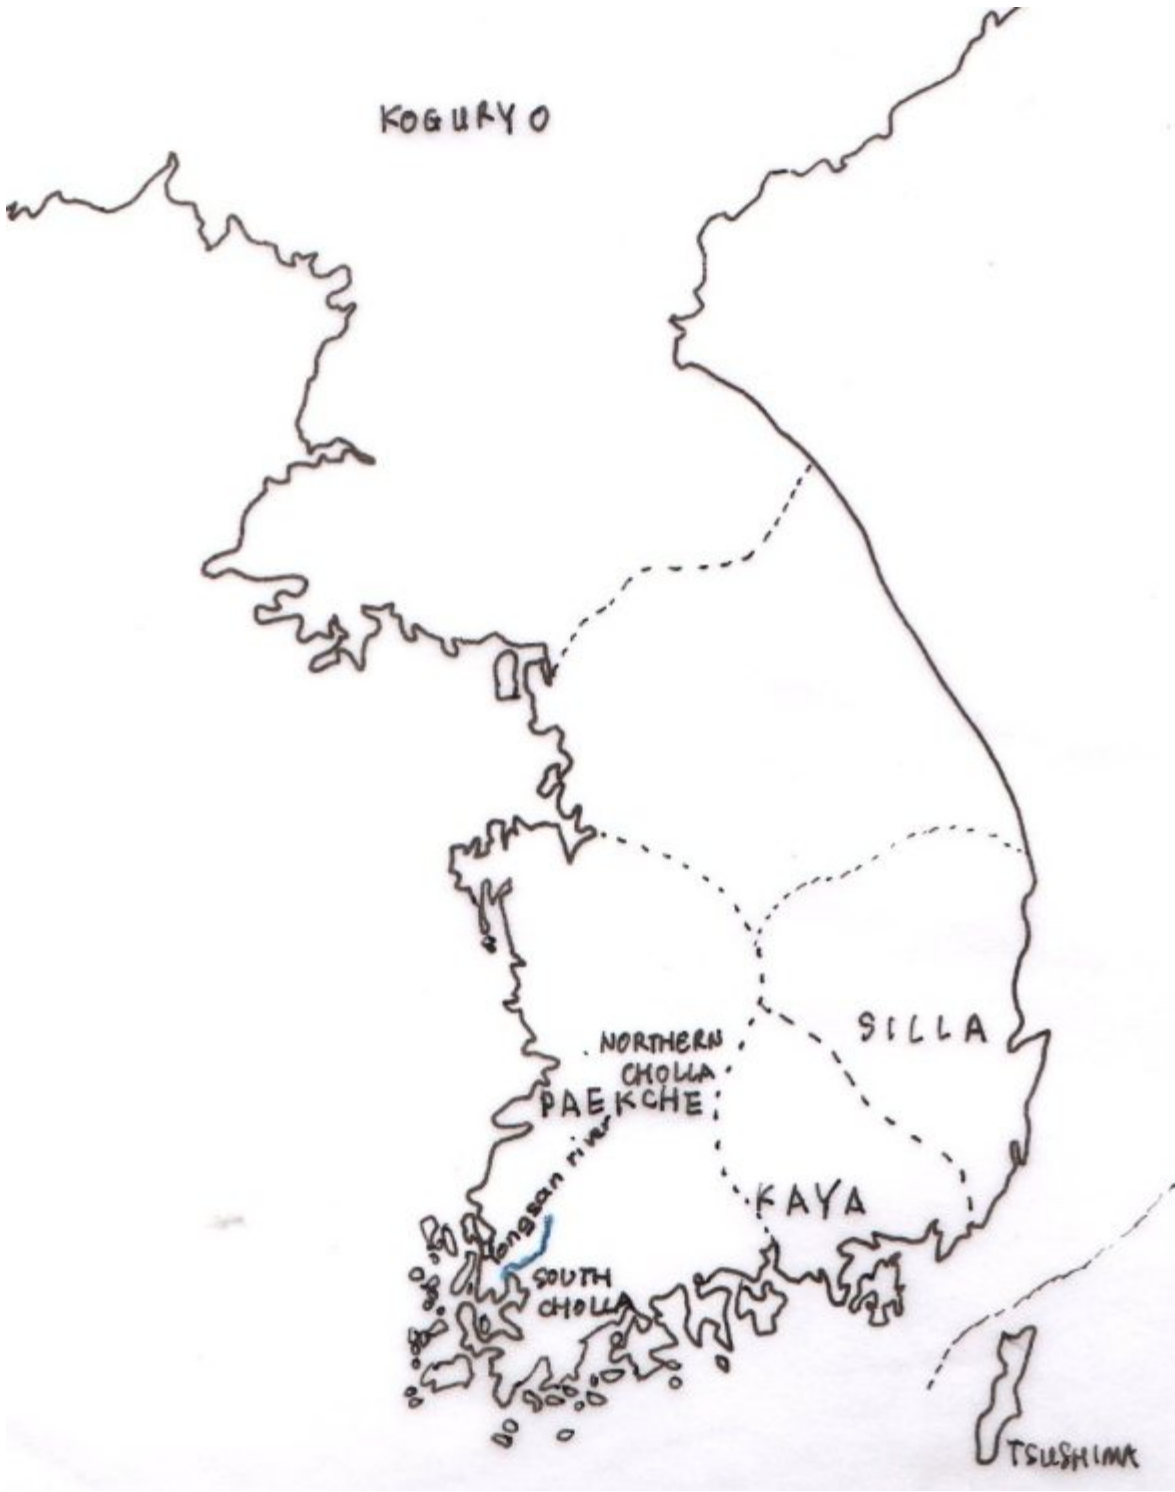 KOGURYO
SILLA
NORTHERN
CHOLLA
PAEKCHE
Yongsan river
KAYA
SOUTH
CHOLLA
TSUSHIMA